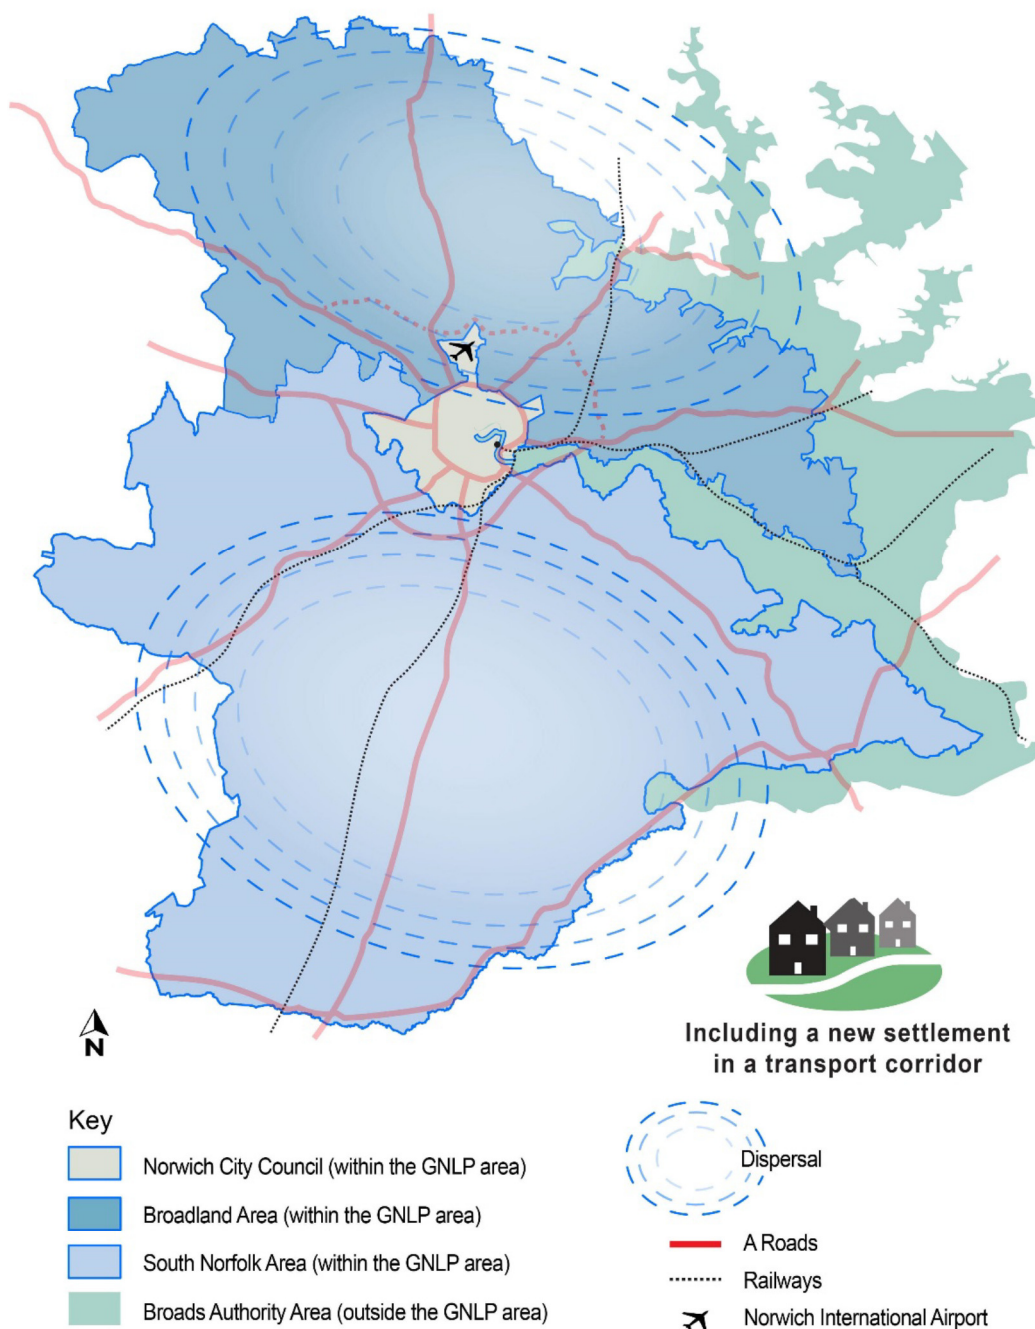 N
Including a new settlement
in a transport corridor
Key
Norwich City Council (within the GNLP area)
Broadland Area (within the GNLP area)
South Norfolk Area (within the GNLP area)
Broads Authority Area (outside the GNLP area)
Dispersal
A Roads
Railways
Norwich International Airport